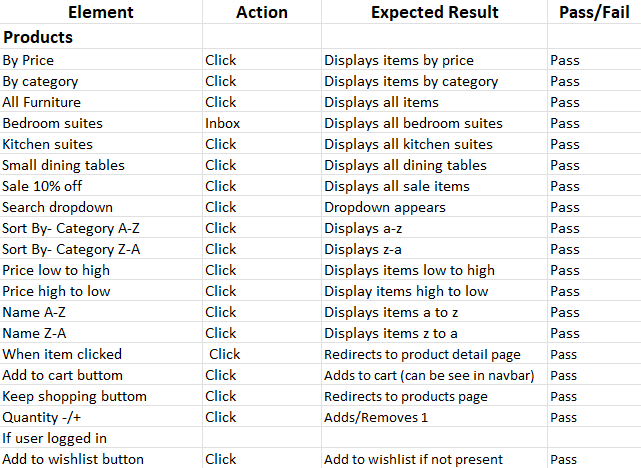 Element Action Expected Result Pass/Fail
Products
By Price Click Displays items by price Pass
By category Click Displays items by category Pass
All Furniture Click Displays all items Pass
Bedroom suites Inbox Displays all bedroom suites Pass
Kitchen suites Click Displays all kitchen suites Pass
Small dining tables Click Displays all dining tables Pass
Sale 10% off Click Displays all sale items Pass
Search dropdown Click Dropdown appears Pass
Sort By- Category A-Z Click Displays a-z Pass
Sort By- Category Z-A Click Displays z-a Pass
Price low to high Click Displays items low to high Pass
Price high to low Click Display items high to low Pass
Name A-Z Click Displays items a to z Pass
Name Z-A Click Displays items z to a Pass
When item clicked Click Redirects to product detail page Pass
Add to cart buttom Click Adds to cart (can be see in navbar) Pass
Keep shopping buttom Click Redirects to products page Pass
Quantity -/+ Click Adds/Removes 1 Pass
If user logged in
Add to wishlist button Click Add to wishlist if not present Pass